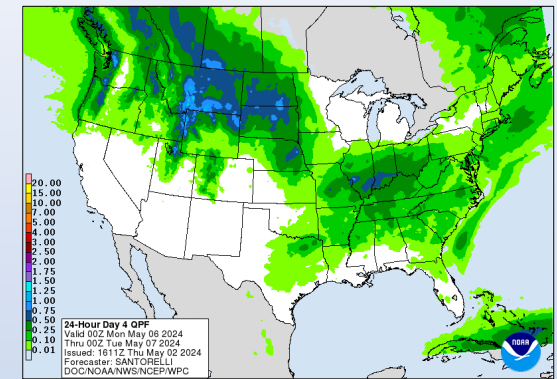 20.00
15.00
10.00
7.00
5.00
4.00
3.00
2.50
2.00
1.75
1.50
1.25
1.00
0.75
0.50
0.25
0.10
0.01
24-Hour Day 4 QPF
Valid 00Z Mon May 06 2024
Thru 00Z Tue May 07 2024
Issued: 1611Z Thu May 02 2024
Forecaster: SANTORELLI
DOC/NOAA/NWS/NCEP/WPC
NOAA